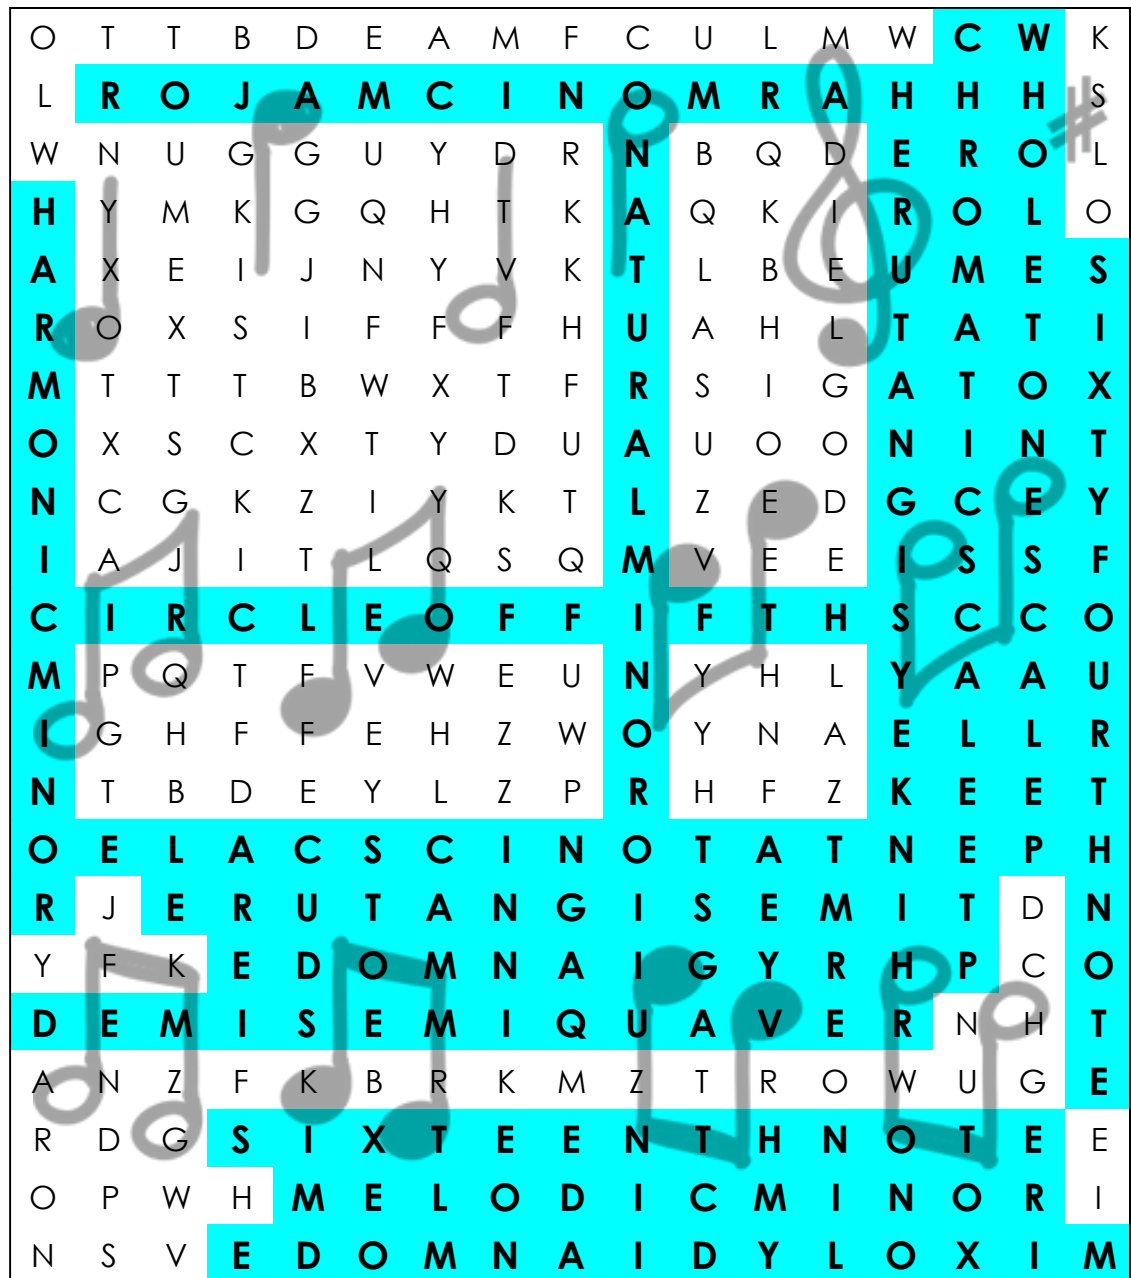 O T T B D E A M F C U L M W C W K
L R O J A M C I N O M R A H H H S
W N U G G U Y D R N B Q D E R O L
H Y M K G Q H T K A Q K I R O L O
A X E I J N Y V K T L B E U M E S
R O X S I F F F H U A H L T A T I
M T T T B W X T F R S I G A T O X
O X S C X T Y D U A U O O N I N T
N C G K Z I Y K T L Z E D G C E Y
I A J I T L Q S Q M V E E I S S F
C I R C L E O F F I F T H S C C O
M P Q T F V W E U N Y H L Y A A U
I G H F F E H Z W O Y N A E L L R
N T B D E Y L Z P R H F Z K E E T
O E L A C S C I N O T A T N E P H
R J E R U T A N G I S E M I T D N
Y F K E D O M N A I G Y R H P C O
D E M I S E M I Q U A V E R N H T
A N Z F K B R K M Z T R O W U G E
R D G S I X T E E N T H N O T E E
O P W H M E L O D I C M I N O R I
N S V E D O M N A I D Y L O X I M